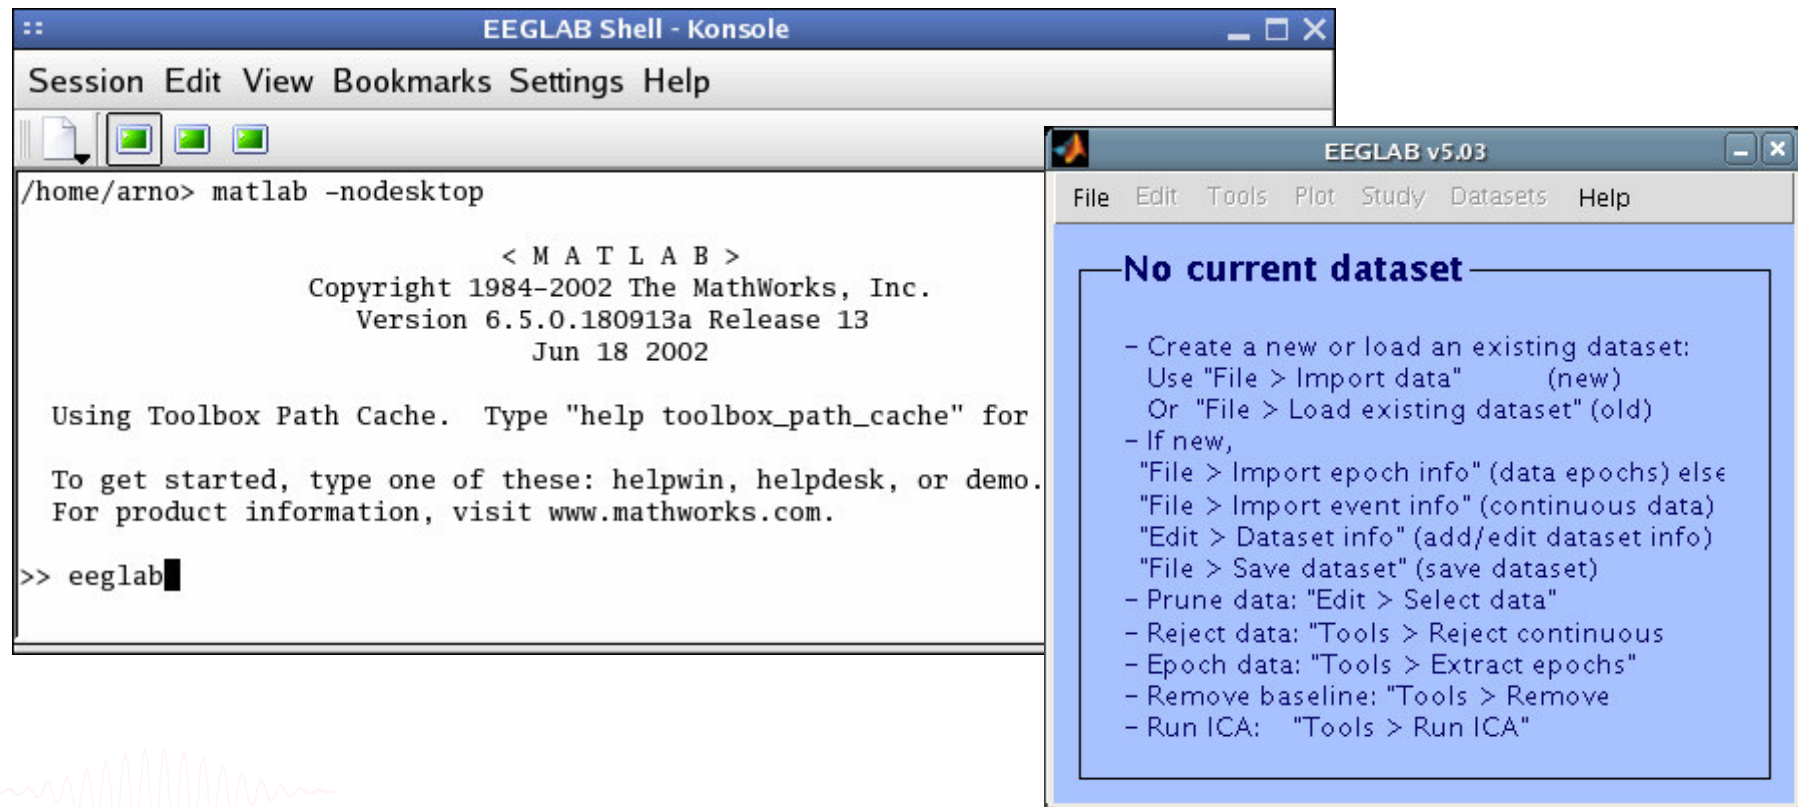 EEGLAB Shell - Konsole
Session Edit View Bookmarks Settings Help
/home/arno> matlab -nodesktop
< M A T L A B >
Copyright 1984-2002 The MathWorks, Inc.
Version 6.5.0.180913a Release 13
Jun 18 2002
Using Toolbox Path Cache. Type "help toolbox_path_cache" for
To get started, type one of these: helpwin, helpdesk, or demo.
For product information, visit www.mathworks.com.
>> eeglab
EEGLAB v5.03
File Edit Tools Plot Study Datasets Help
No current dataset
- Create a new or load an existing dataset:
Use "File > Import data" (new)
Or "File > Load existing dataset" (old)
- If new,
"File > Import epoch info" (data epochs) else
"File > Import event info" (continuous data)
"Edit > Dataset info" (add/edit dataset info)
"File > Save dataset" (save dataset)
- Prune data: "Edit > Select data"
- Reject data: "Tools > Reject continuous
- Epoch data: "Tools > Extract epochs"
- Remove baseline: "Tools > Remove
- Run ICA: "Tools > Run ICA"